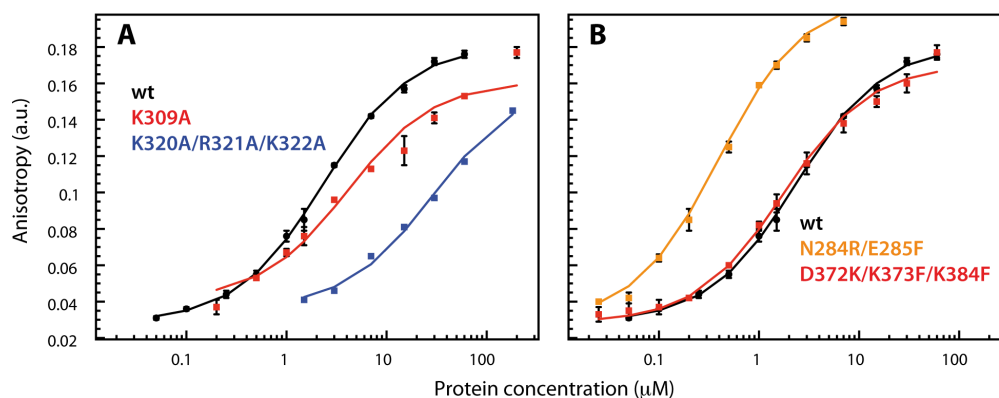 A
B
0.18
0.16
0.14
0.12
0.1
0.08
0.06
0.04
0.02
Anisotropy (a.u.)
wt
K309A
K320A/R321A/K322A
wt
N284R/E285F
D372K/K373F/K384F
0.1 1 10 100
0.1 1 10 100
Protein concentration (μM)